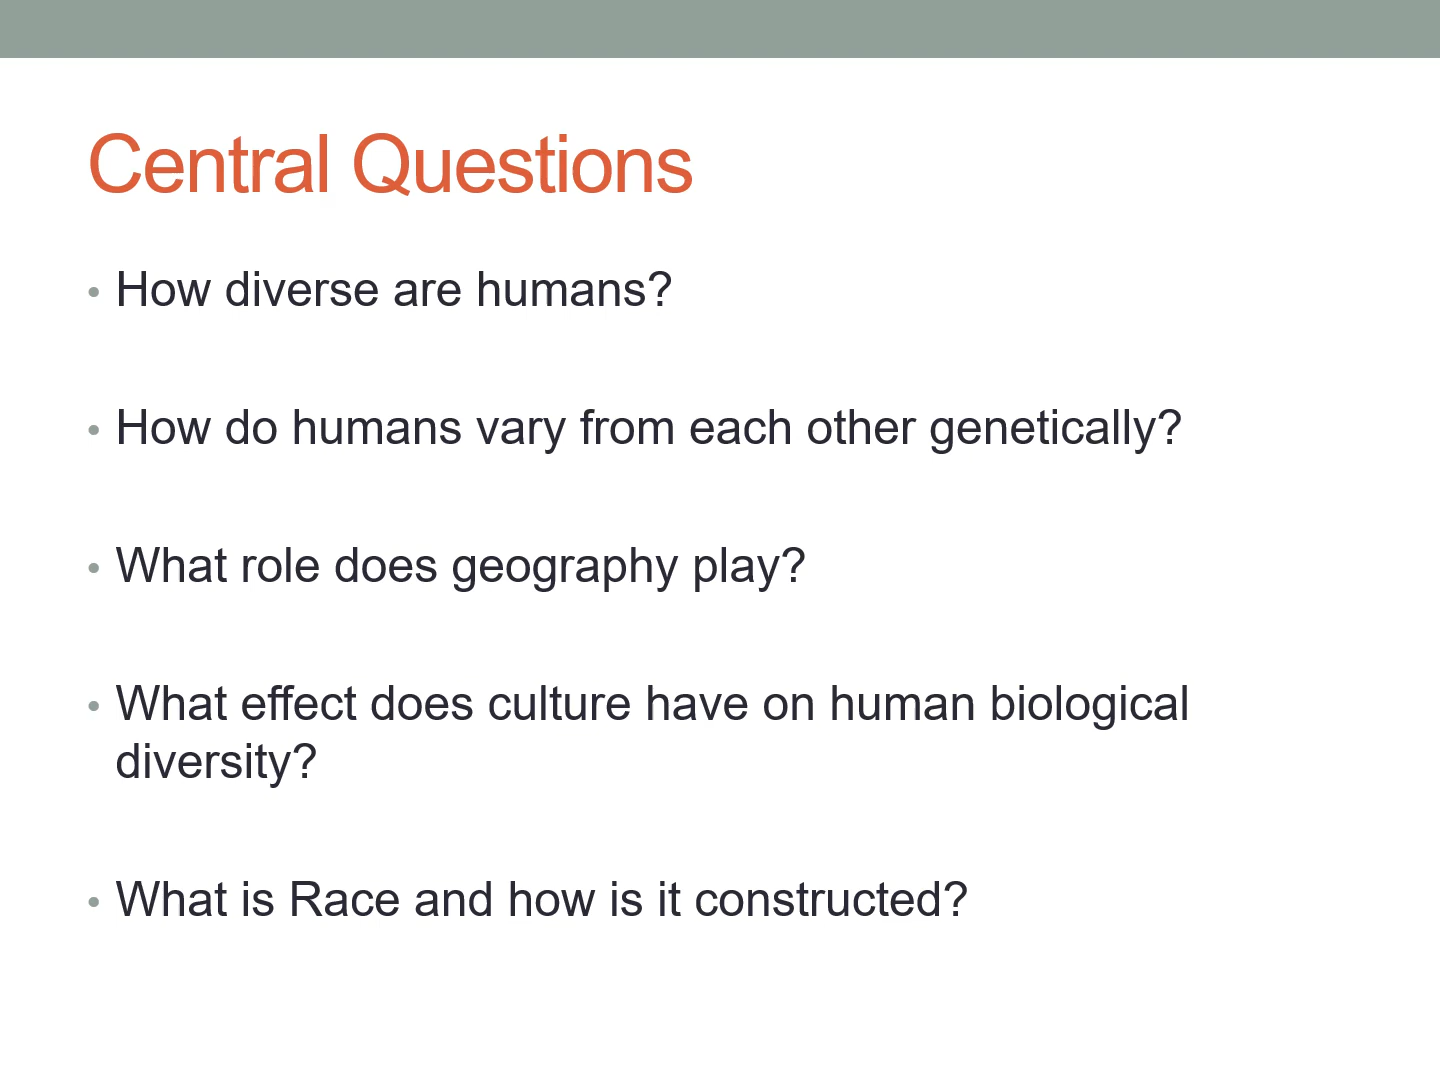 Central Questions
• How diverse are humans?
• How do humans vary from each other genetically?
• What role does geography play?
• What effect does culture have on human biological
diversity?
• What is Race and how is it constructed?